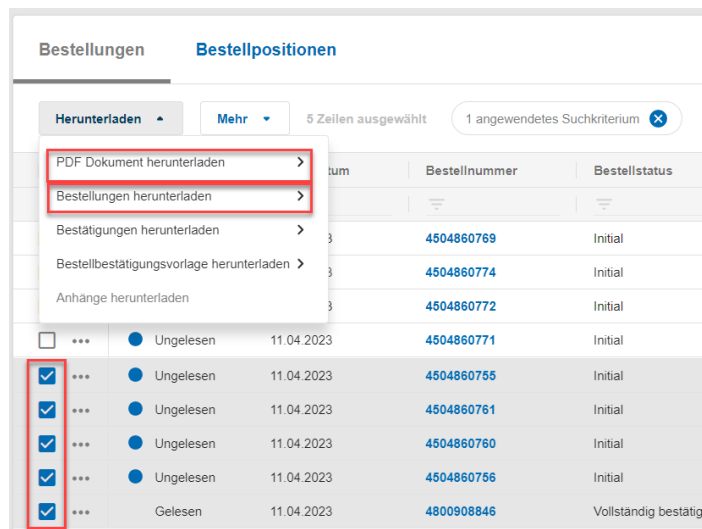 Bestellungen Bestellpositionen
Herunterladen Mehr 5 Zeilen ausgewählt 1 angewendetes Suchkriterium
PDF Dokument herunterladen
tum Bestellnummer Bestellstatus
Bestellungen herunterladen
Bestätigungen herunterladen
3 4504860769 Initial
Bestellbestätigungsvorlage herunterladen
3 4504860774 Initial
Anhänge herunterladen
3 4504860772 Initial
Ungelesen 11.04.2023 4504860771 Initial
Ungelesen 11.04.2023 4504860755 Initial
Ungelesen 11.04.2023 4504860761 Initial
Ungelesen 11.04.2023 4504860760 Initial
Ungelesen 11.04.2023 4504860756 Initial
Gelesen 11.04.2023 4800908846 Vollständig bestätig